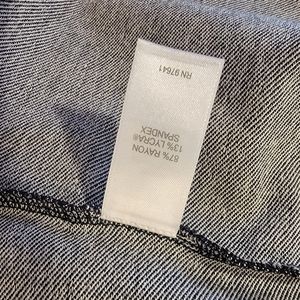 87% RAYON
13% LYCRA®
SPANDEX
RN 97641